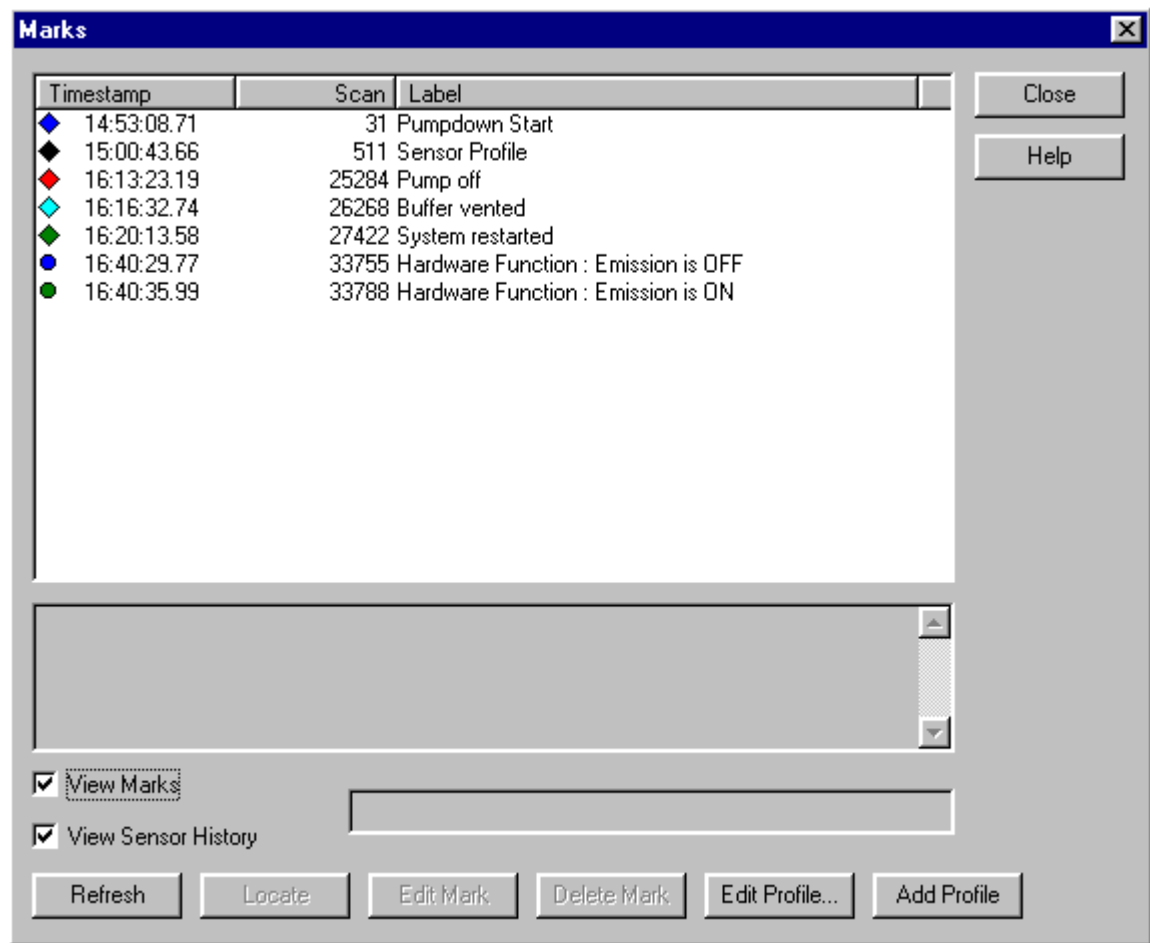 Marks
Timestamp Scan Label
14:53:08.71 31 Pumpdown Start
15:00:43.66 511 Sensor Profile
16:13:23.19 25284 Pump off
16:16:32.74 26268 Buffer vented
16:20:13.58 27422 System restarted
16:40:29.77 33755 Hardware Function : Emission is OFF
16:40:35.99 33788 Hardware Function : Emission is ON
Close
Help
View Marks
View Sensor History
Refresh Locate Edit Mark Delete Mark Edit Profile... Add Profile